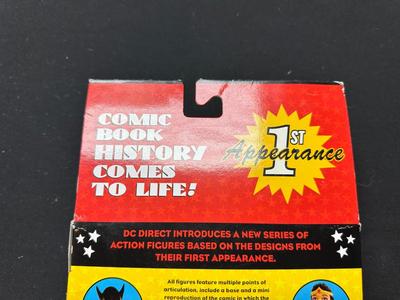 COMIC
BOOK
HISTORY
COMES
TO LIFE!
1ST
Appearance
DC DIRECT INTRODUCES A NEW SERIES OF
ACTION FIGURES BASED ON THE DESIGNS FROM
THEIR FIRST APPEARANCE.
All figures feature multiple points of
articulation, include a base and a mini
reproduction of the comic in which the